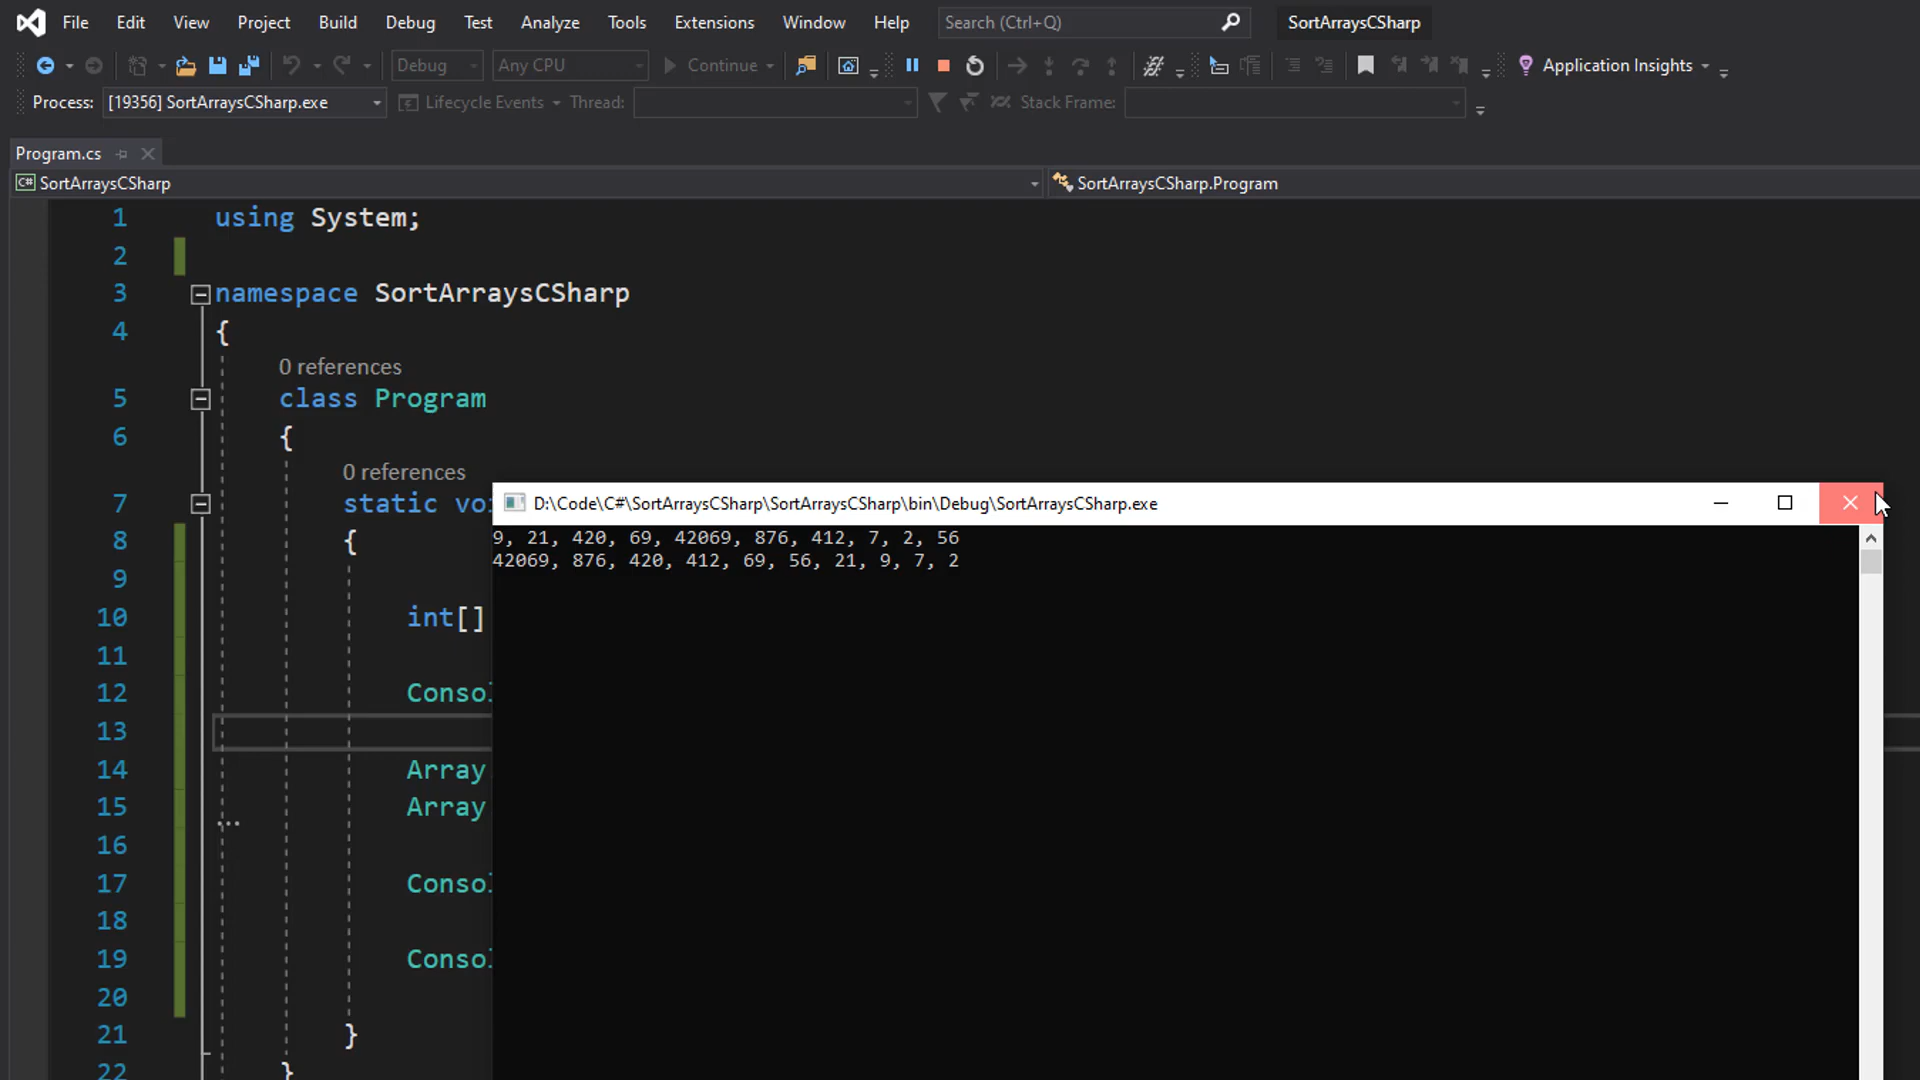 File Edit View Project Build Debug Test Analyze Tools Extensions Window Help Search (Ctrl+Q) SortArraysCSharp
Debug Any CPU Continue Application Insights
Process: [19356] SortArraysCSharp.exe Lifecycle Events Thread: Stack Frame:
Program.cs
C# SortArraysCSharp SortArraysCSharp.Program
1 using System;
2
3 namespace SortArraysCSharp
4 {
0 references
5 class Program
6 {
0 references
7 static voi
D:\Code\C#\SortArraysCSharp\SortArraysCSharp\bin\Debug\SortArraysCSharp.exe
8 {
9, 21, 420, 69, 42069, 876, 412, 7, 2, 56
42069, 876, 420, 412, 69, 56, 21, 9, 7, 2
9
10 int[]
11
12 Consol
13
14 Array
15 Array
...
16
17 Consol
18
19 Consol
20
21 }
22 }